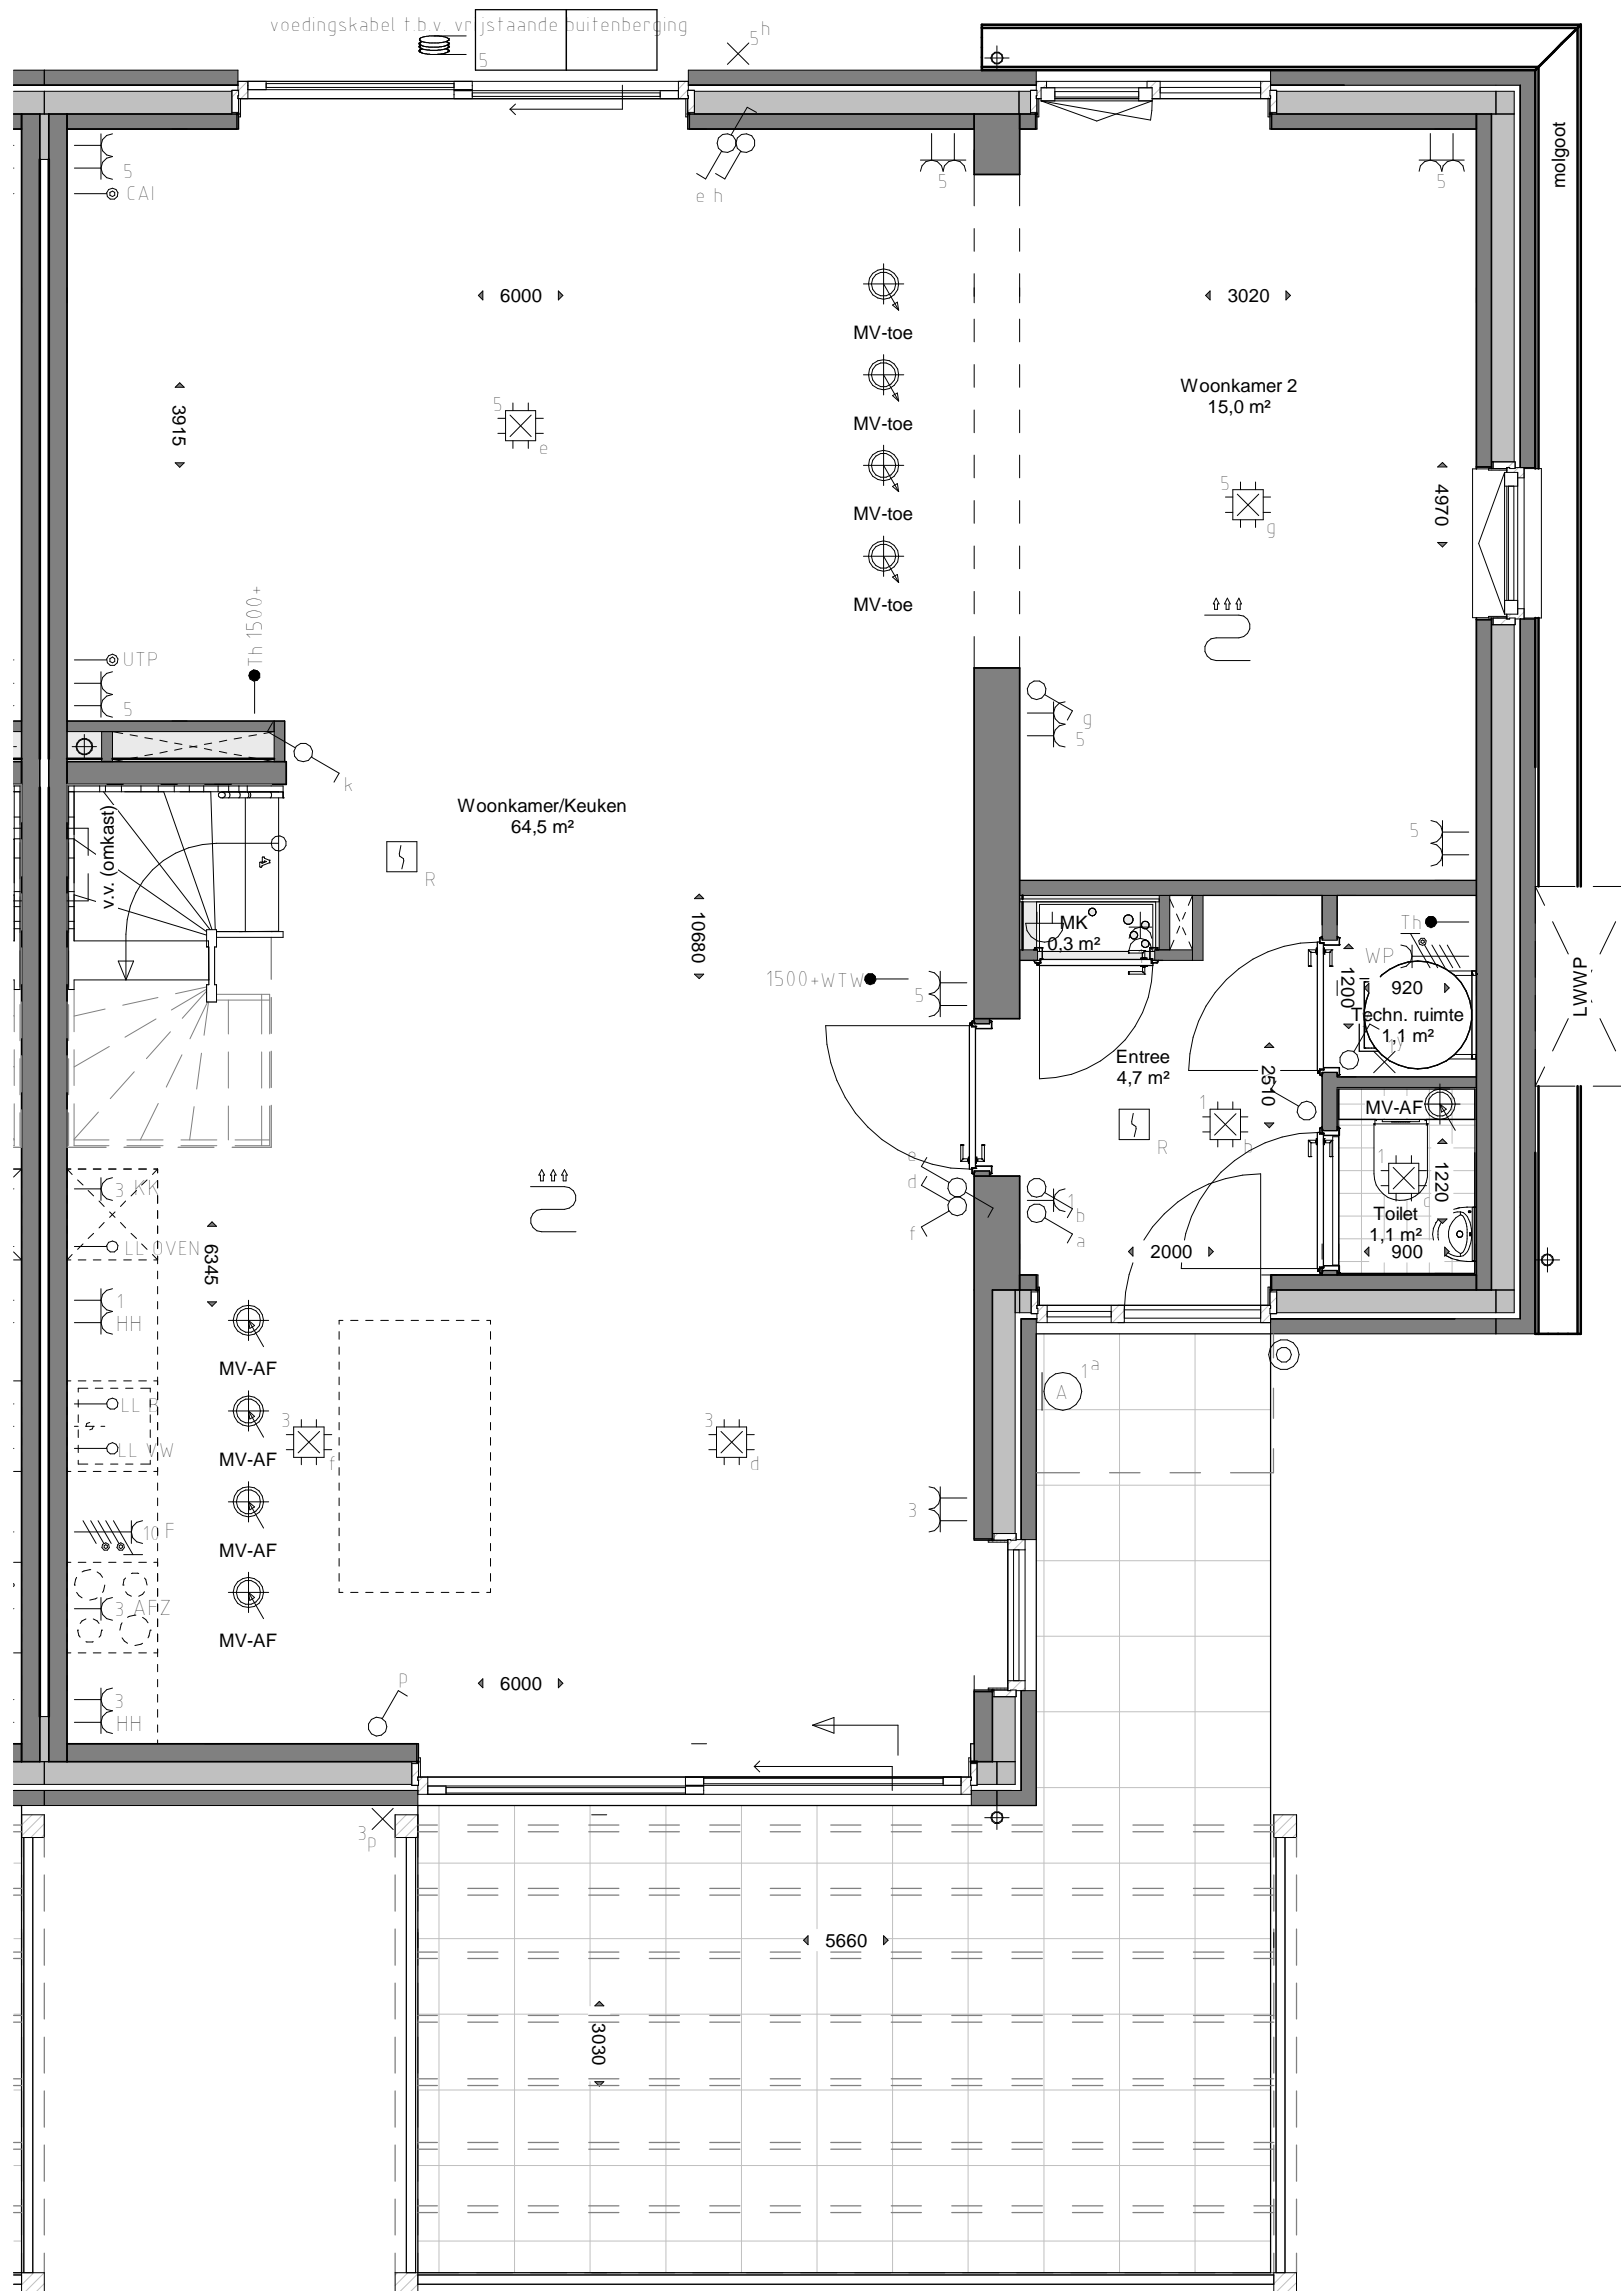 voedingskabel t.b.v. vrijstaande buitenberging
5
5h
molgoot
5
CAI
e h
5
5
6000
3020
MV-toe
MV-toe
MV-toe
MV-toe
3915
5
e
Woonkamer 2
15,0 m²
5
g
4970
Th 1500+
UTP
5
g
5
k
v.v. (omkast)
4
Woonkamer/Keuken
64,5 m²
R
5
10680
MK
0,3 m²
Th
WP
1500+WTW
5
1200
920
Techn. ruimte
1,1 m²
LWWP
Entree
4,7 m²
2510
R
1
b
MV-AF
1
1220
Toilet
1,1 m²
900
e
d
f
1
b
a
2000
3 KK
LL OVEN
6345
1
HH
MV-AF
MV-AF
MV-AF
MV-AF
1a
A
LL B
LL VW
3
f
3
d
3
10 F
3 AFZ
3
HH
p
6000
3p
5660
3030